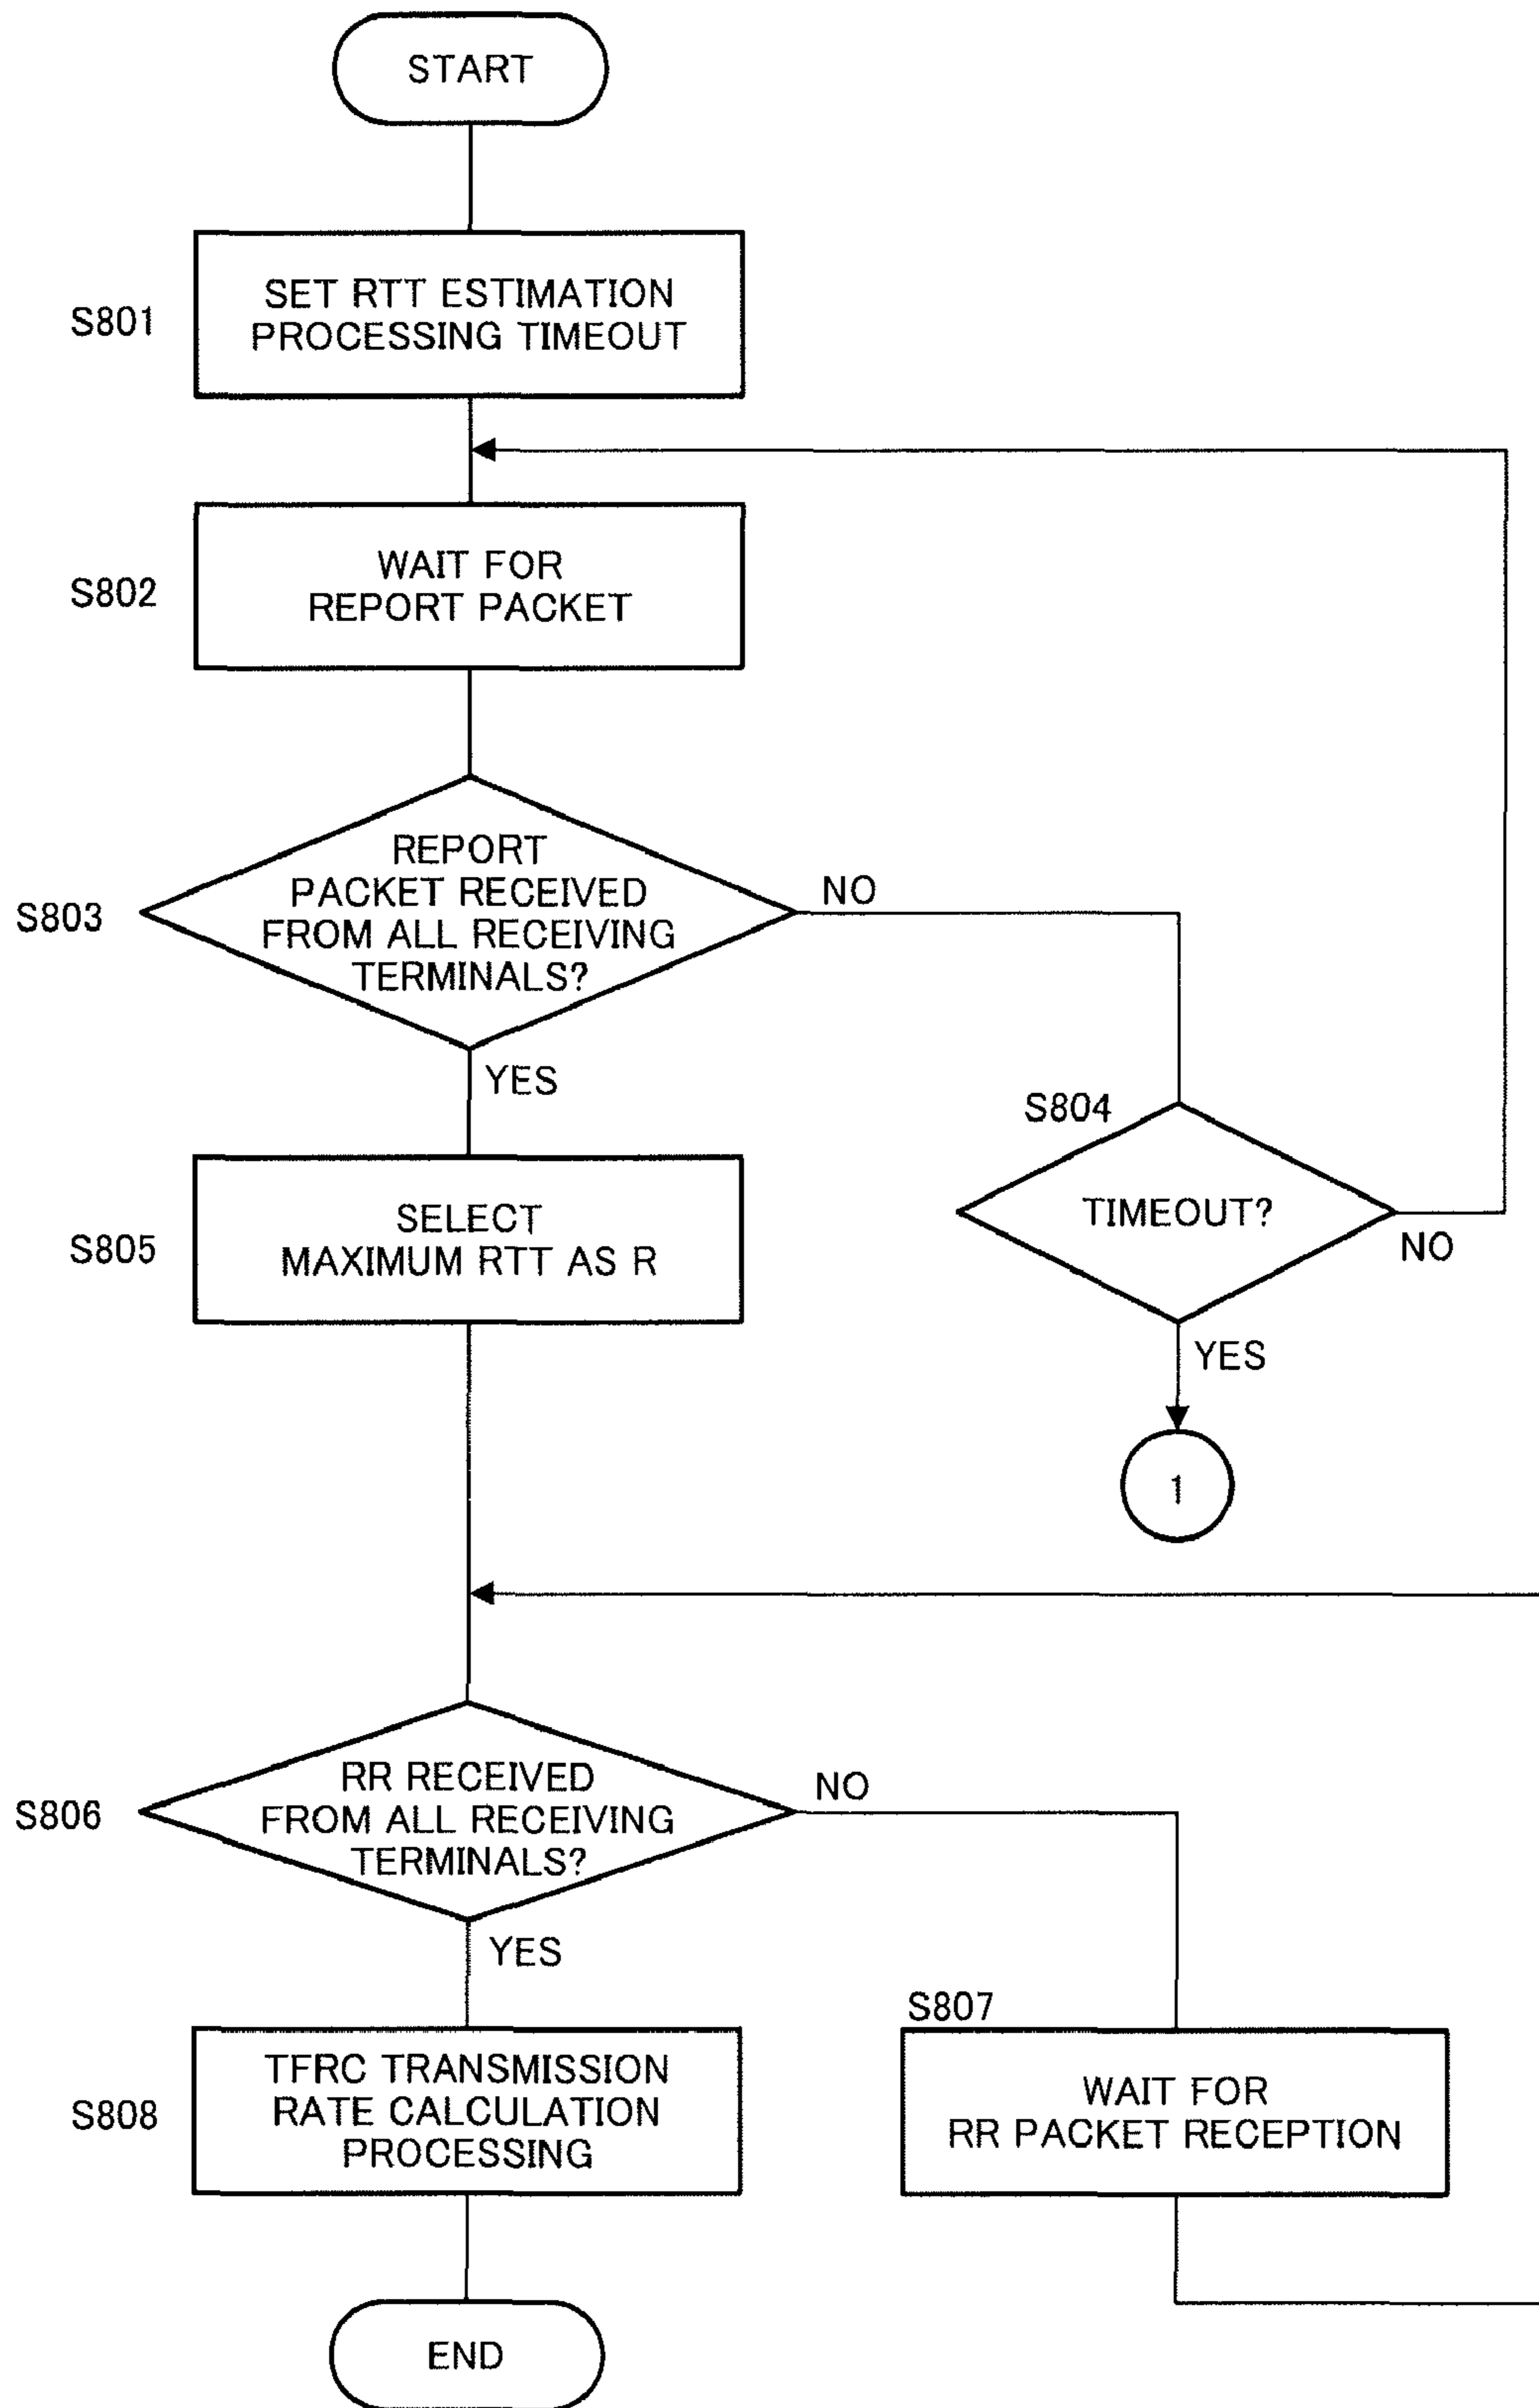 START
S801
SET RTT ESTIMATION
PROCESSING TIMEOUT
S802
WAIT FOR
REPORT PACKET
S803
REPORT
PACKET RECEIVED
FROM ALL RECEIVING
TERMINALS?
NO
YES
S804
TIMEOUT?
NO
YES
1
S805
SELECT
MAXIMUM RTT AS R
S806
RR RECEIVED
FROM ALL RECEIVING
TERMINALS?
NO
YES
S807
WAIT FOR
RR PACKET RECEPTION
S808
TFRC TRANSMISSION
RATE CALCULATION
PROCESSING
END